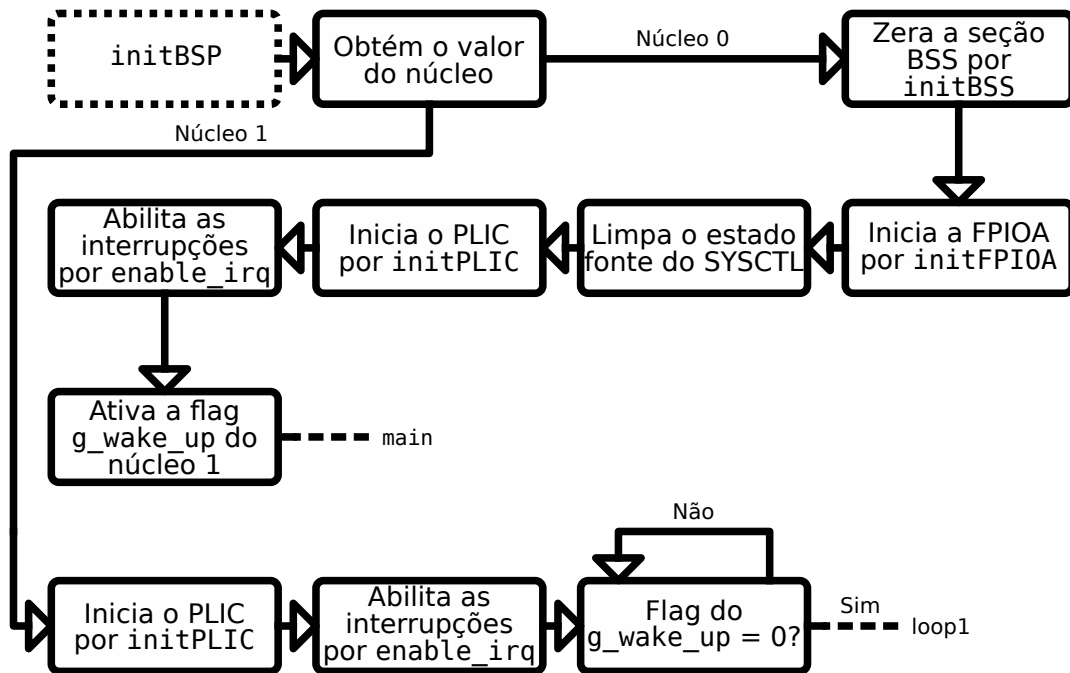 initBSP
Obtém o valor
do núcleo
Núcleo 0
Zera a seção
BSS por
initBSS
Núcleo 1
Abilita as
interrupções
por enable_irq
Inicia o PLIC
por initPLIC
Limpa o estado
fonte do SYSCTL
Inicia a FPIOA
por initFPIOA
Ativa a flag
g_wake_up do
núcleo 1
main
Não
Inicia o PLIC
por initPLIC
Abilita as
interrupções
por enable_irq
Flag do
g_wake_up = 0?
Sim
loop1